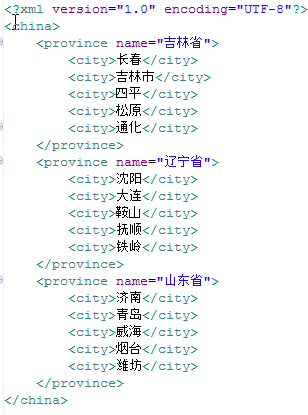 <?xml version="1.0" encoding="UTF-8"?>
<china>
    <province name="吉林省">
        <city>长春</city>
        <city>吉林市</city>
        <city>四平</city>
        <city>松原</city>
        <city>通化</city>
    </province>
    <province name="辽宁省">
        <city>沈阳</city>
        <city>大连</city>
        <city>鞍山</city>
        <city>抚顺</city>
        <city>铁岭</city>
    </province>
    <province name="山东省">
        <city>济南</city>
        <city>青岛</city>
        <city>威海</city>
        <city>烟台</city>
        <city>潍坊</city>
    </province>
</china>